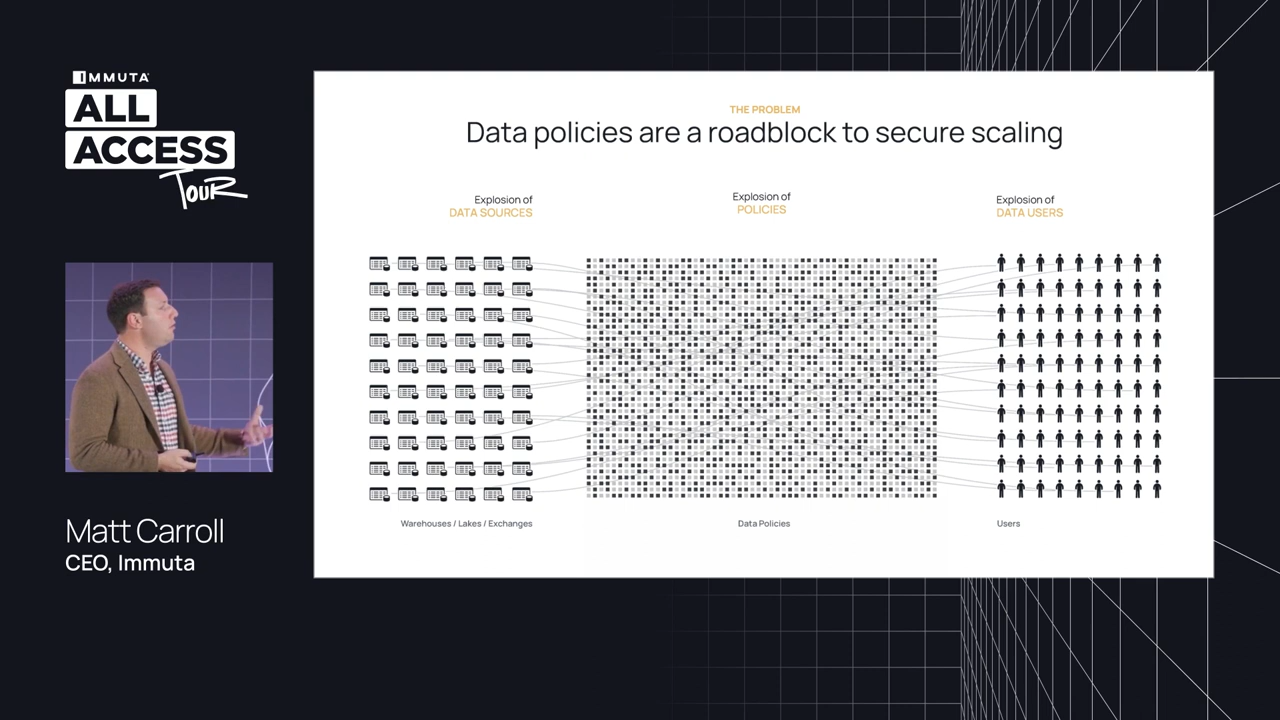 IMMUTA
ALL
ACCESS
TOUR
Matt Carroll
CEO, Immuta
THE PROBLEM
Data policies are a roadblock to secure scaling
Explosion of
DATA SOURCES
Explosion of
POLICIES
Explosion of
DATA USERS
Warehouses / Lakes / Exchanges
Data Policies
Users